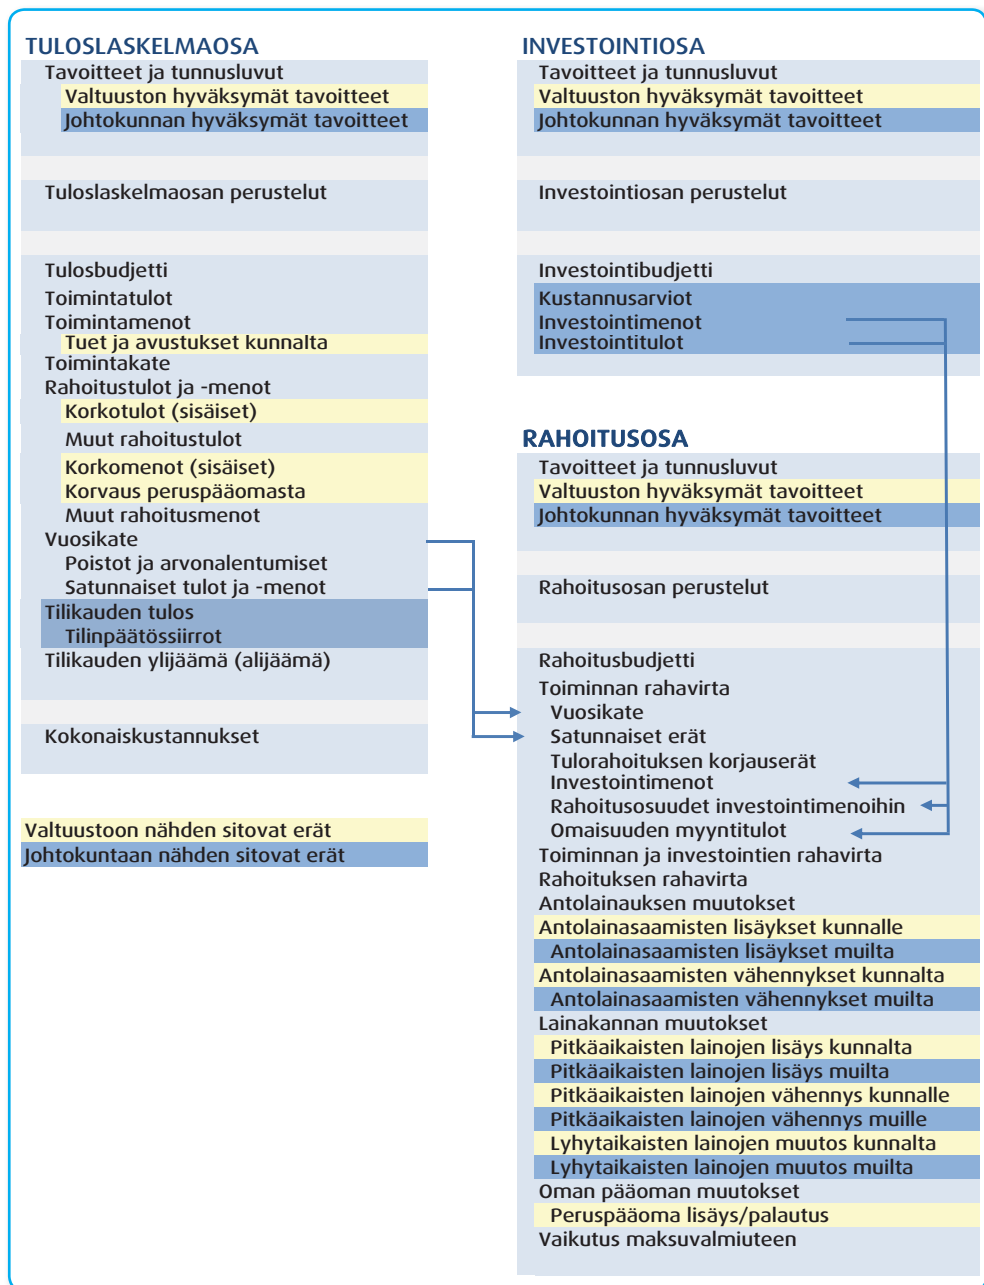 TULOSLASKELMAOSA
Tavoitteet ja tunnusluvut
Valtuuston hyväksymät tavoitteet
Johtokunnan hyväksymät tavoitteet
Tuloslaskelmaosan perustelut
Tulosbudjetti
Toimintatulot
Toimintamenot
Tuet ja avustukset kunnalta
Toimintakate
Rahoitustulot ja -menot
Korkotulot (sisäiset)
Muut rahoitustulot
Korkomenot (sisäiset)
Korvaus peruspääomasta
Muut rahoitusmenot
Vuosikate
Poistot ja arvonalentumiset
Satunnaiset tulot ja -menot
Tilikauden tulos
Tilinpäätössiirrot
Tilikauden ylijäämä (alijäämä)
Kokonaiskustannukset
Valtuustoon nähden sitovat erät
Johtokuntaan nähden sitovat erät
INVESTOINTIOSA
Tavoitteet ja tunnusluvut
Valtuuston hyväksymät tavoitteet
Johtokunnan hyväksymät tavoitteet
Investointiosan perustelut
Investointibudjetti
Kustannusarviot
Investointimenot
Investointitulot
RAHOITUSOSA
Tavoitteet ja tunnusluvut
Valtuuston hyväksymät tavoitteet
Johtokunnan hyväksymät tavoitteet
Rahoitusosan perustelut
Rahoitusbudjetti
Toiminnan rahavirta
Vuosikate
Satunnaiset erät
Tulorahoituksen korjauserät
Investointimenot
Rahoitusosuudet investointimenoihin
Omaisuuden myyntitulot
Toiminnan ja investointien rahavirta
Rahoituksen rahavirta
Antolainauksen muutokset
Antolainasaamisten lisäykset kunnalle
Antolainasaamisten lisäykset muilta
Antolainasaamisten vähennykset kunnalta
Antolainasaamisten vähennykset muilta
Lainakannan muutokset
Pitkäaikaisten lainojen lisäys kunnalta
Pitkäaikaisten lainojen lisäys muilta
Pitkäaikaisten lainojen vähennys kunnalle
Pitkäaikaisten lainojen vähennys muille
Lyhytaikaisten lainojen muutos kunnalta
Lyhytaikaisten lainojen muutos muilta
Oman pääoman muutokset
Peruspääoma lisäys/palautus
Vaikutus maksuvalmiuteen